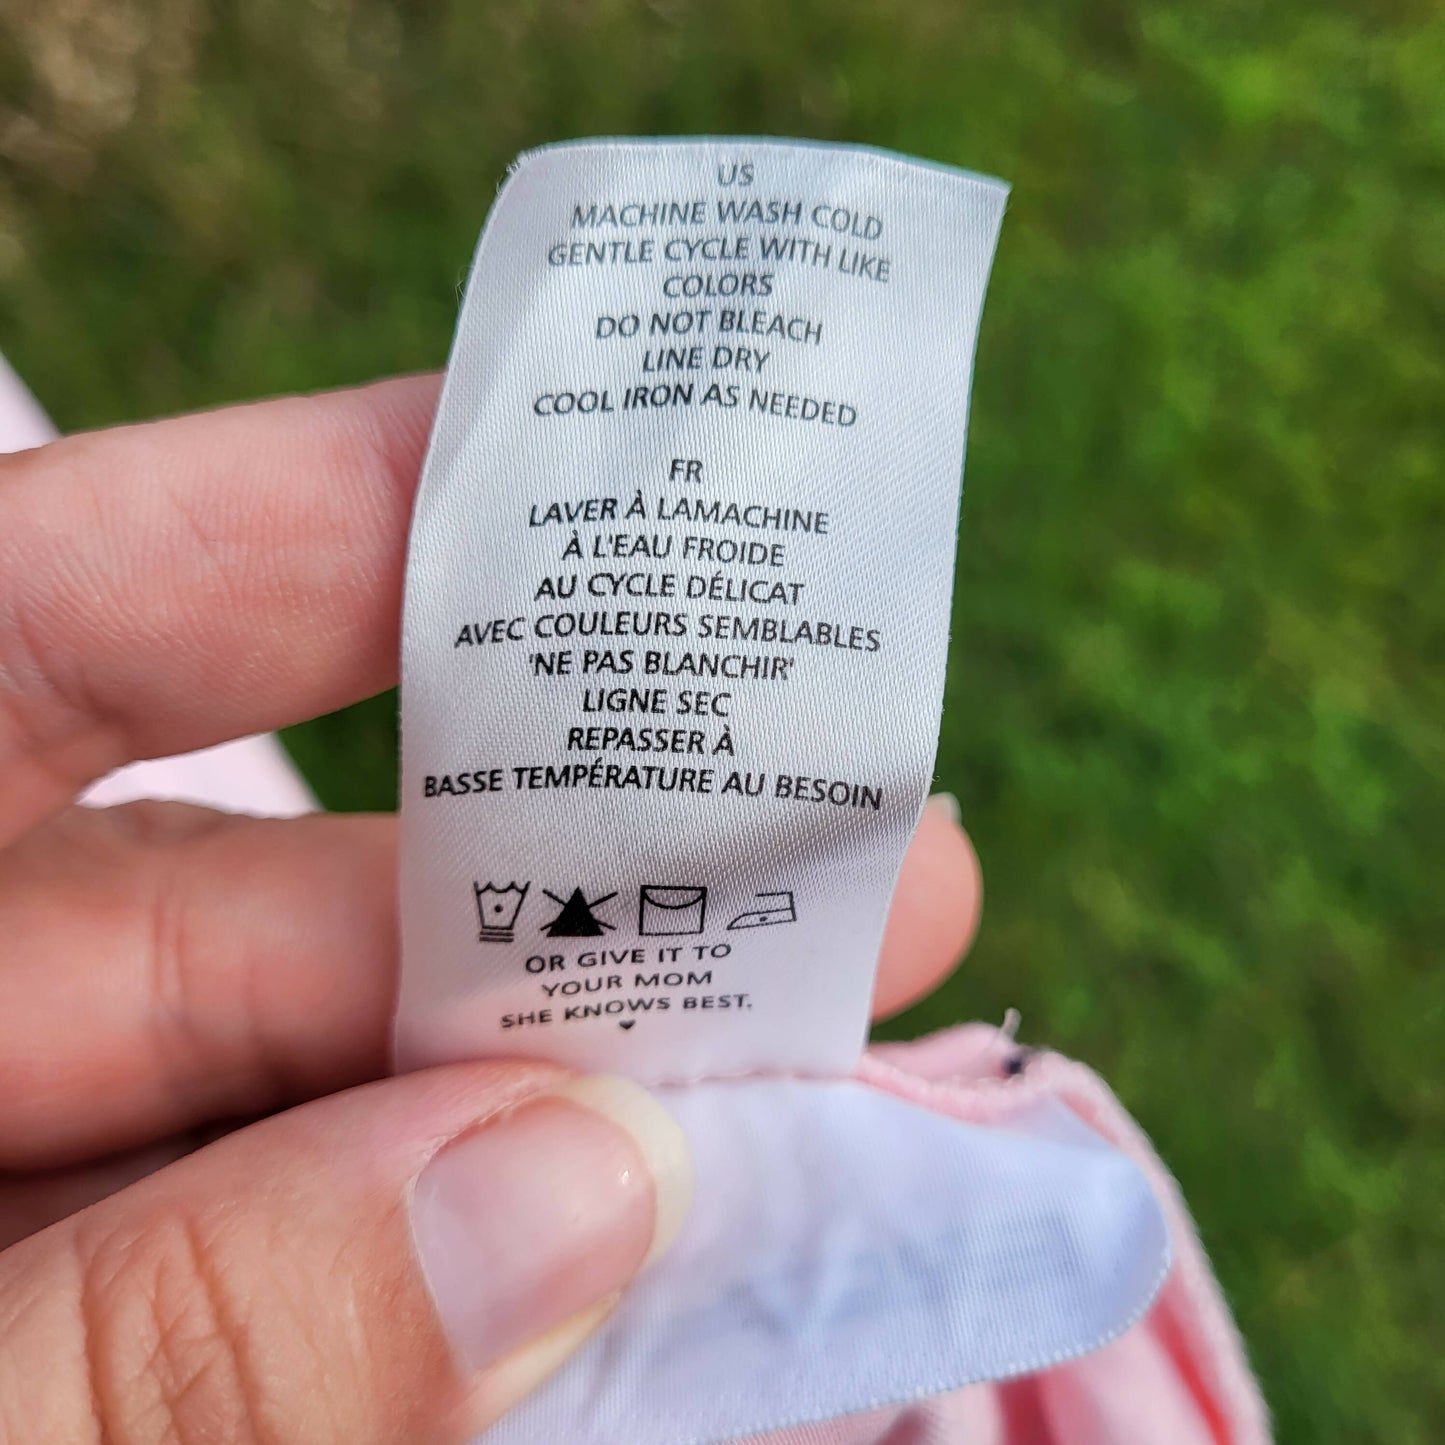 US
MACHINE WASH COLD
GENTLE CYCLE WITH LIKE
COLORS
DO NOT BLEACH
LINE DRY
COOL IRON AS NEEDED
FR
LAVER À LAMACHINE
À L'EAU FROIDE
AU CYCLE DÉLICAT
AVEC COULEURS SEMBLABLES
'NE PAS BLANCHIR'
LIGNE SEC
REPASSER À
BASSE TEMPÉRATURE AU BESOIN
OR GIVE IT TO
YOUR MOM
SHE KNOWS BEST.